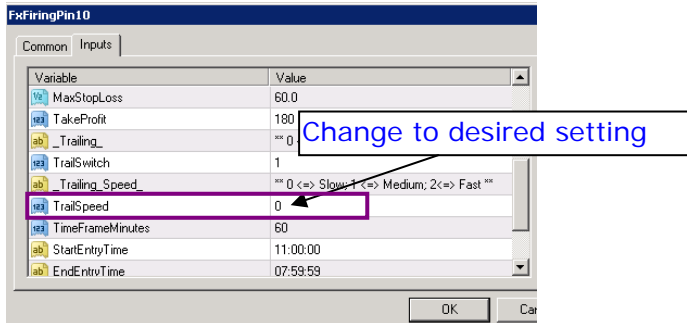 FxFiringPin10
Common Inputs
Variable Value
MaxStopLoss 60.0
TakeProfit 180
_Trailing_ ** 0
Change to desired setting
TrailSwitch 1
_Trailing_Speed_ ** 0 <=> Slow; 1 <=> Medium; 2<=> Fast **
TrailSpeed 0
TimeFrameMinutes 60
StartEntryTime 11:00:00
EndEntryTime 07:59:59
OK